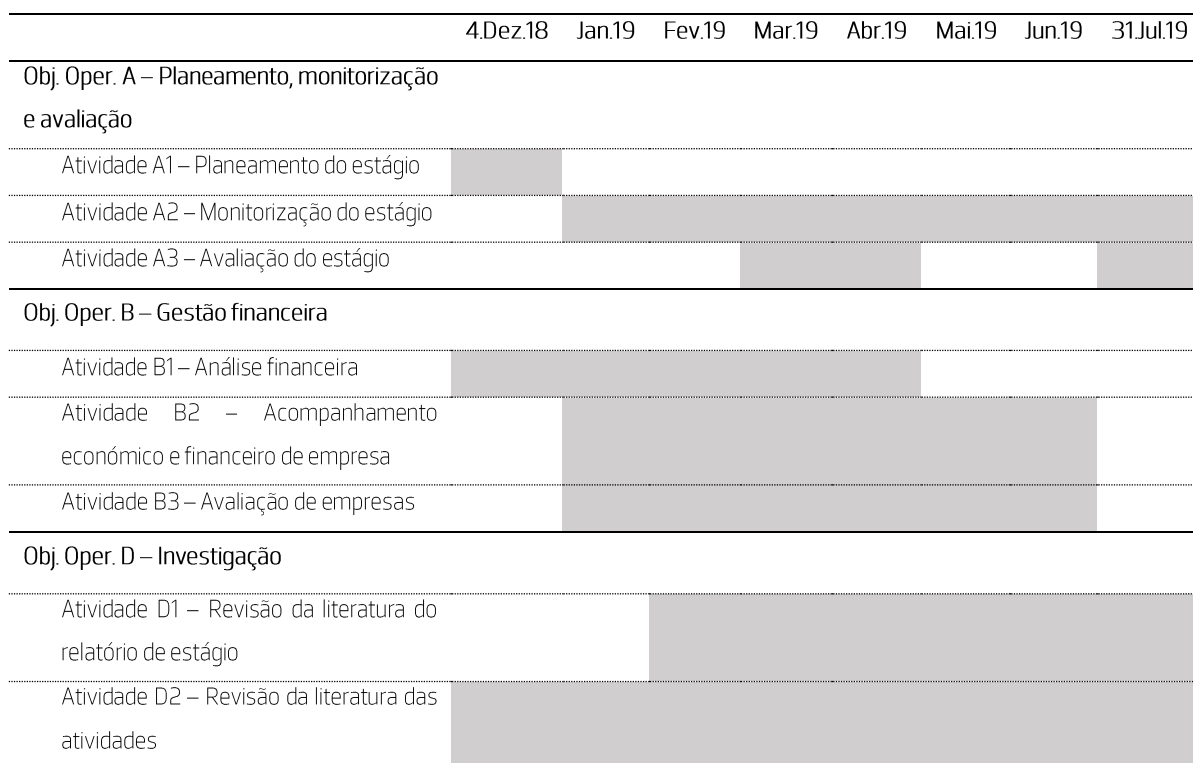 4.Dez.18 Jan.19 Fev.19 Mar.19 Abr.19 Mai.19 Jun.19 31.Jul.19
Obj. Oper. A – Planeamento, monitorização
e avaliação
Atividade A1 – Planeamento do estágio
Atividade A2 – Monitorização do estágio
Atividade A3 – Avaliação do estágio
Obj. Oper. B – Gestão financeira
Atividade B1 – Análise financeira
Atividade B2 – Acompanhamento
económico e financeiro de empresa
Atividade B3 – Avaliação de empresas
Obj. Oper. D – Investigação
Atividade D1 – Revisão da literatura do
relatório de estágio
Atividade D2 – Revisão da literatura das
atividades